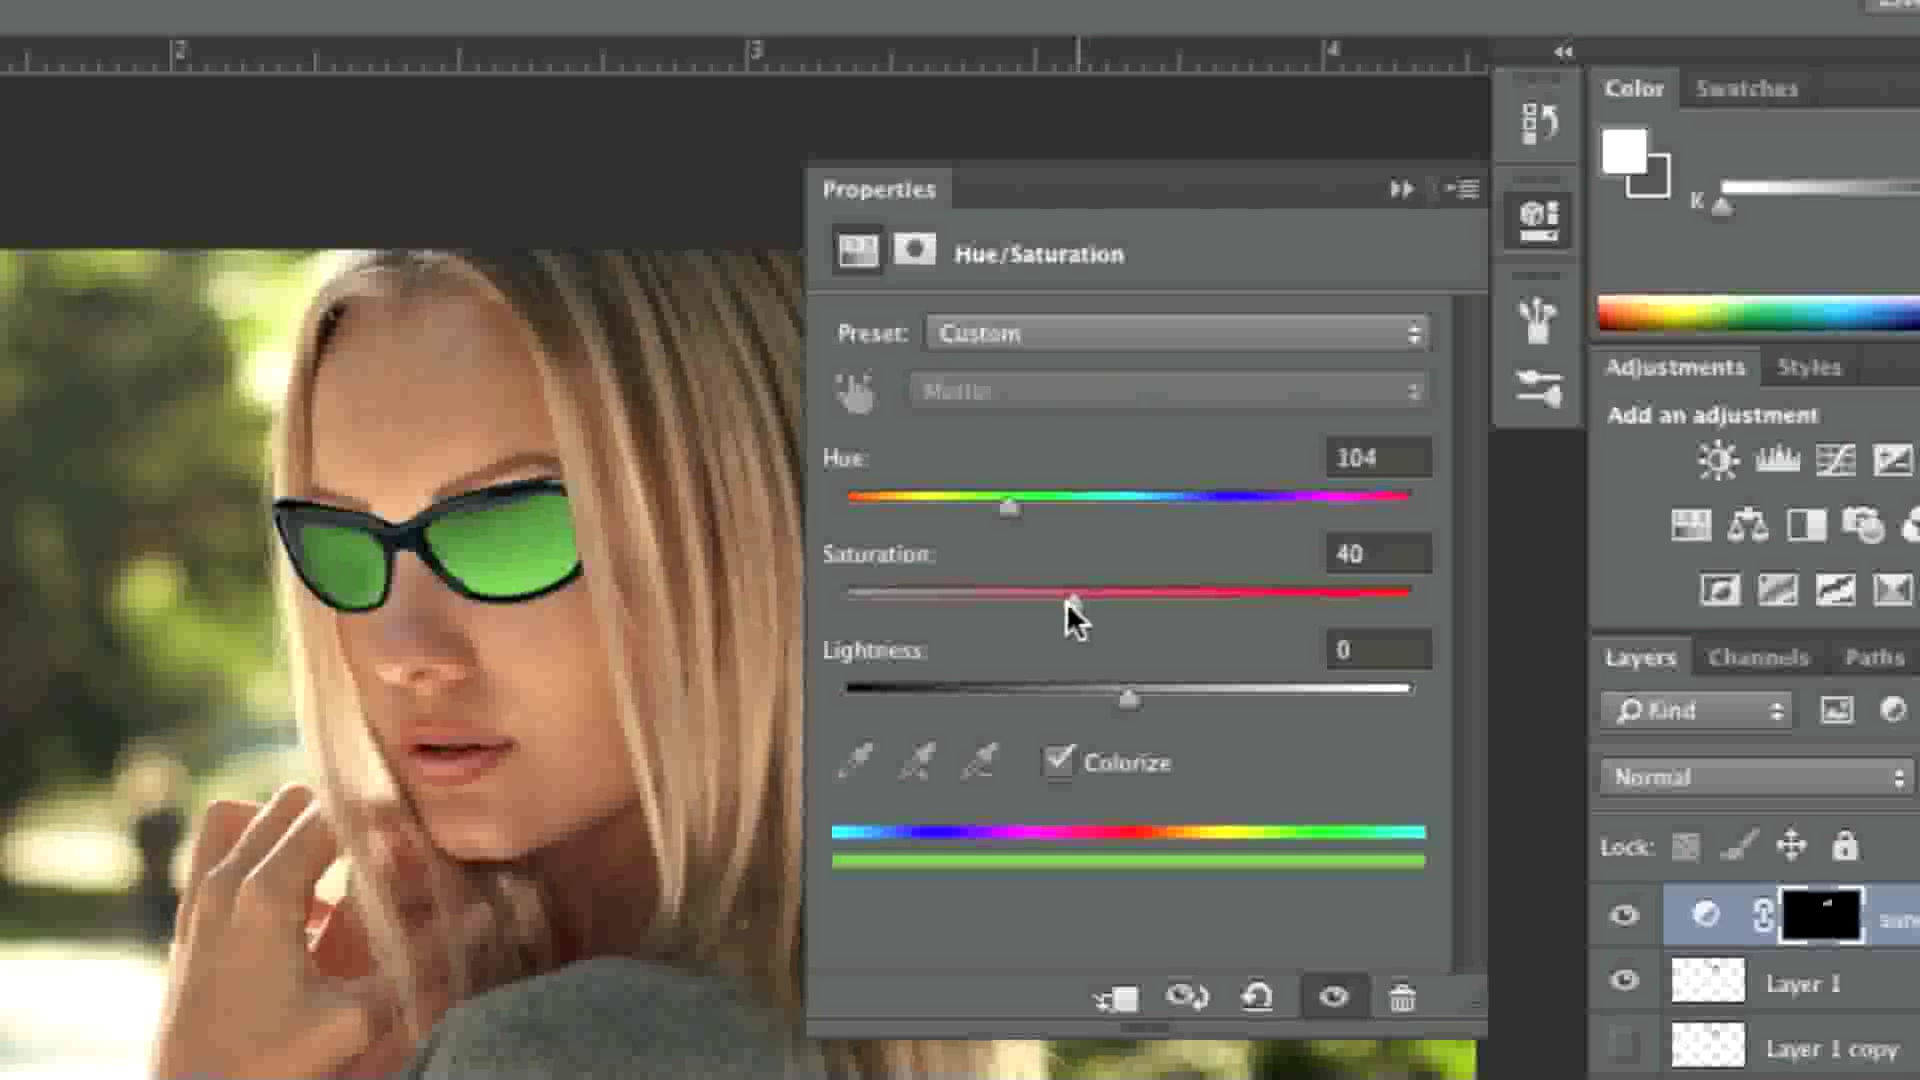 2 3 4
Color Swatches
K
Properties
Hue/Saturation
Preset: Custom
Master
Hue: 104
Saturation: 40
Lightness: 0
Colorize
Adjustments Styles
Add an adjustment
Layers Channels Paths
Kind
Normal
Lock:
Layer 1
Layer 1 copy